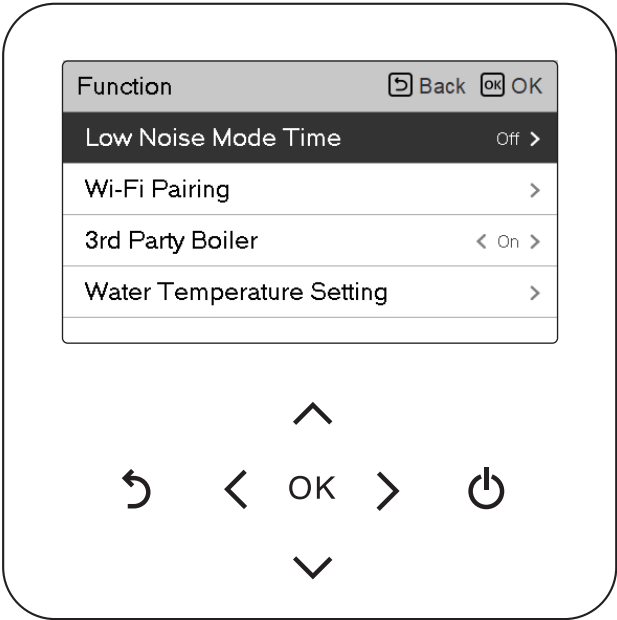 Function Back OK OK
Low Noise Mode Time Off >
Wi-Fi Pairing >
3rd Party Boiler < On >
Water Temperature Setting >
OK